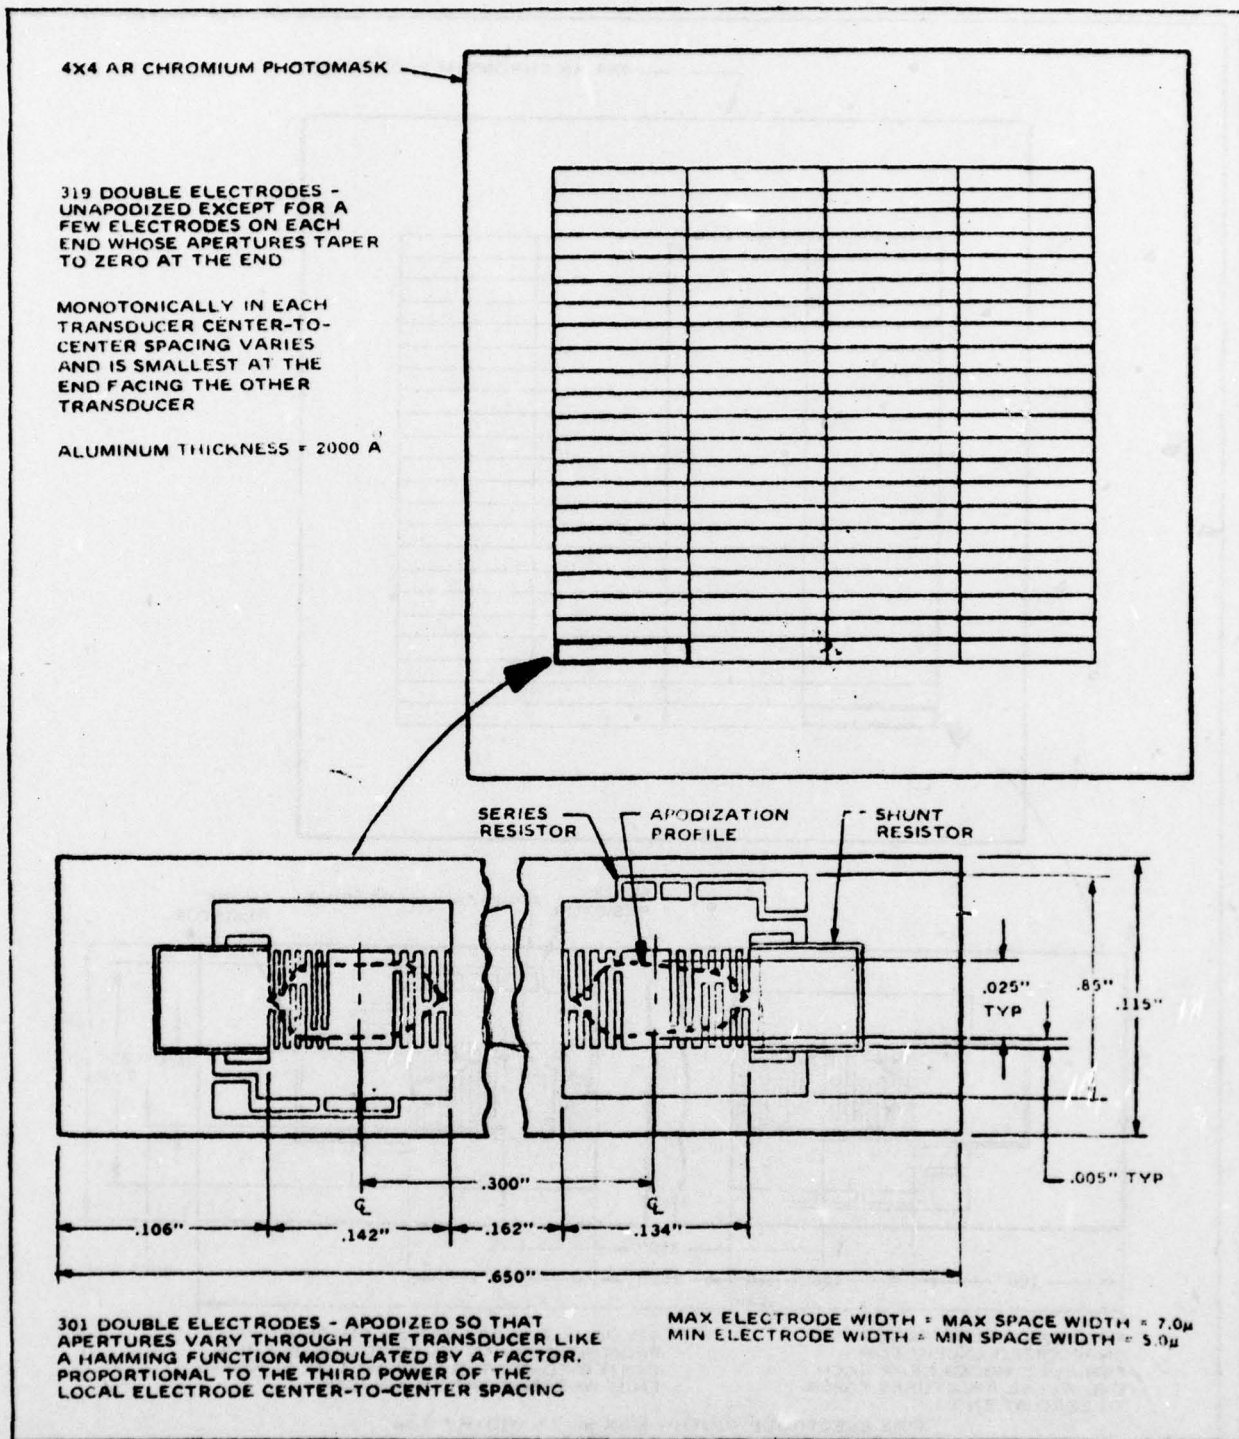 4X4 AR CHROMIUM PHOTOMASK
319 DOUBLE ELECTRODES -
UNAPODIZED EXCEPT FOR A
FEW ELECTRODES ON EACH
END WHOSE APERTURES TAPER
TO ZERO AT THE END
MONOTONICALLY IN EACH
TRANSDUCER CENTER-TO-
CENTER SPACING VARIES
AND IS SMALLEST AT THE
END FACING THE OTHER
TRANSDUCER
ALUMINUM THICKNESS = 2000 A
SERIES
RESISTOR
APODIZATION
PROFILE
SHUNT
RESISTOR
.025"
TYP
.85"
.115"
.005" TYP
.300"
℄
℄
.106"
.142"
.162"
.134"
.650"
301 DOUBLE ELECTRODES - APODIZED SO THAT
APERTURES VARY THROUGH THE TRANSDUCER LIKE
A HAMMING FUNCTION MODULATED BY A FACTOR.
PROPORTIONAL TO THE THIRD POWER OF THE
LOCAL ELECTRODE CENTER-TO-CENTER SPACING
MAX ELECTRODE WIDTH = MAX SPACE WIDTH = 7.0μ
MIN ELECTRODE WIDTH = MIN SPACE WIDTH = 5.0μ